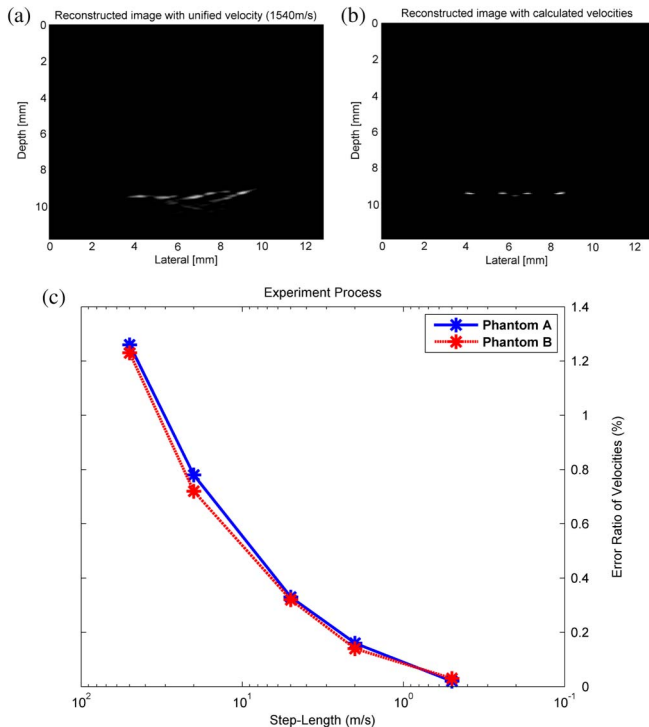 (a)
Reconstructed image with unified velocity (1540m/s)
0
2
4
6
8
10
Depth [mm]
0 2 4 6 8 10 12
Lateral [mm]
(b)
Reconstructed image with calculated velocities
0
2
4
6
8
10
Depth [mm]
0 2 4 6 8 10 12
Lateral [mm]
(c)
Experiment Process
Phantom A
Phantom B
1.4
1.2
1
0.8
0.6
0.4
0.2
0
Error Ratio of Velocities (%)
10² 10¹ 10⁰ 10⁻¹
Step-Length (m/s)